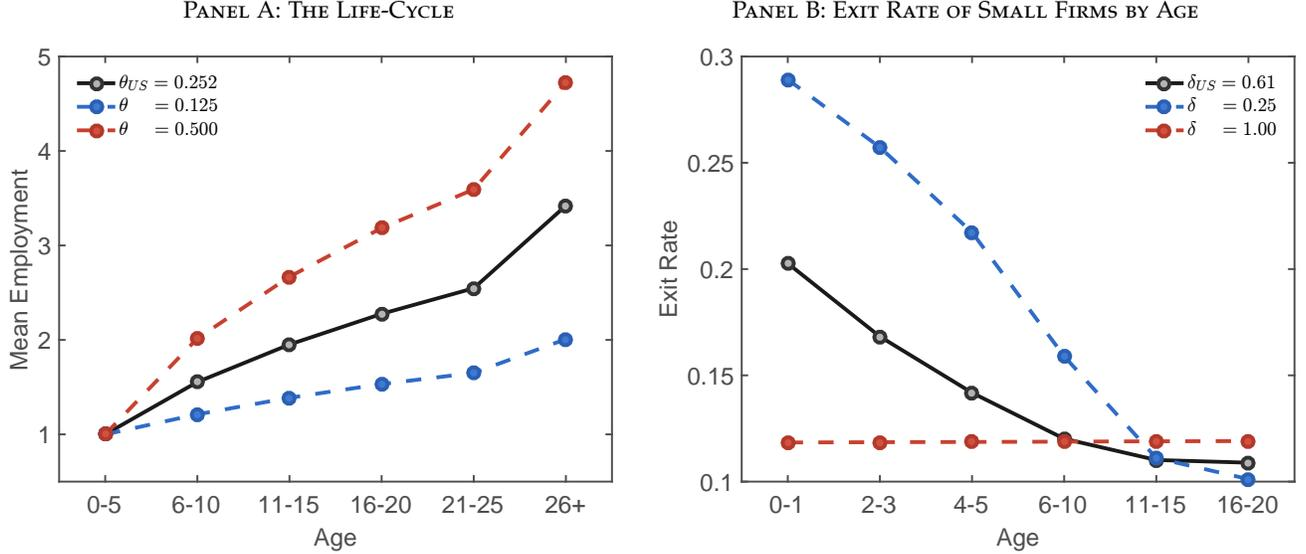 PANEL A: THE LIFE-CYCLE
5
4
3
2
1
Mean Employment
θUS = 0.252
θ = 0.125
θ = 0.500
0-5 6-10 11-15 16-20 21-25 26+
Age
PANEL B: EXIT RATE OF SMALL FIRMS BY AGE
0.3
0.25
0.2
0.15
0.1
Exit Rate
δUS = 0.61
δ = 0.25
δ = 1.00
0-1 2-3 4-5 6-10 11-15 16-20
Age